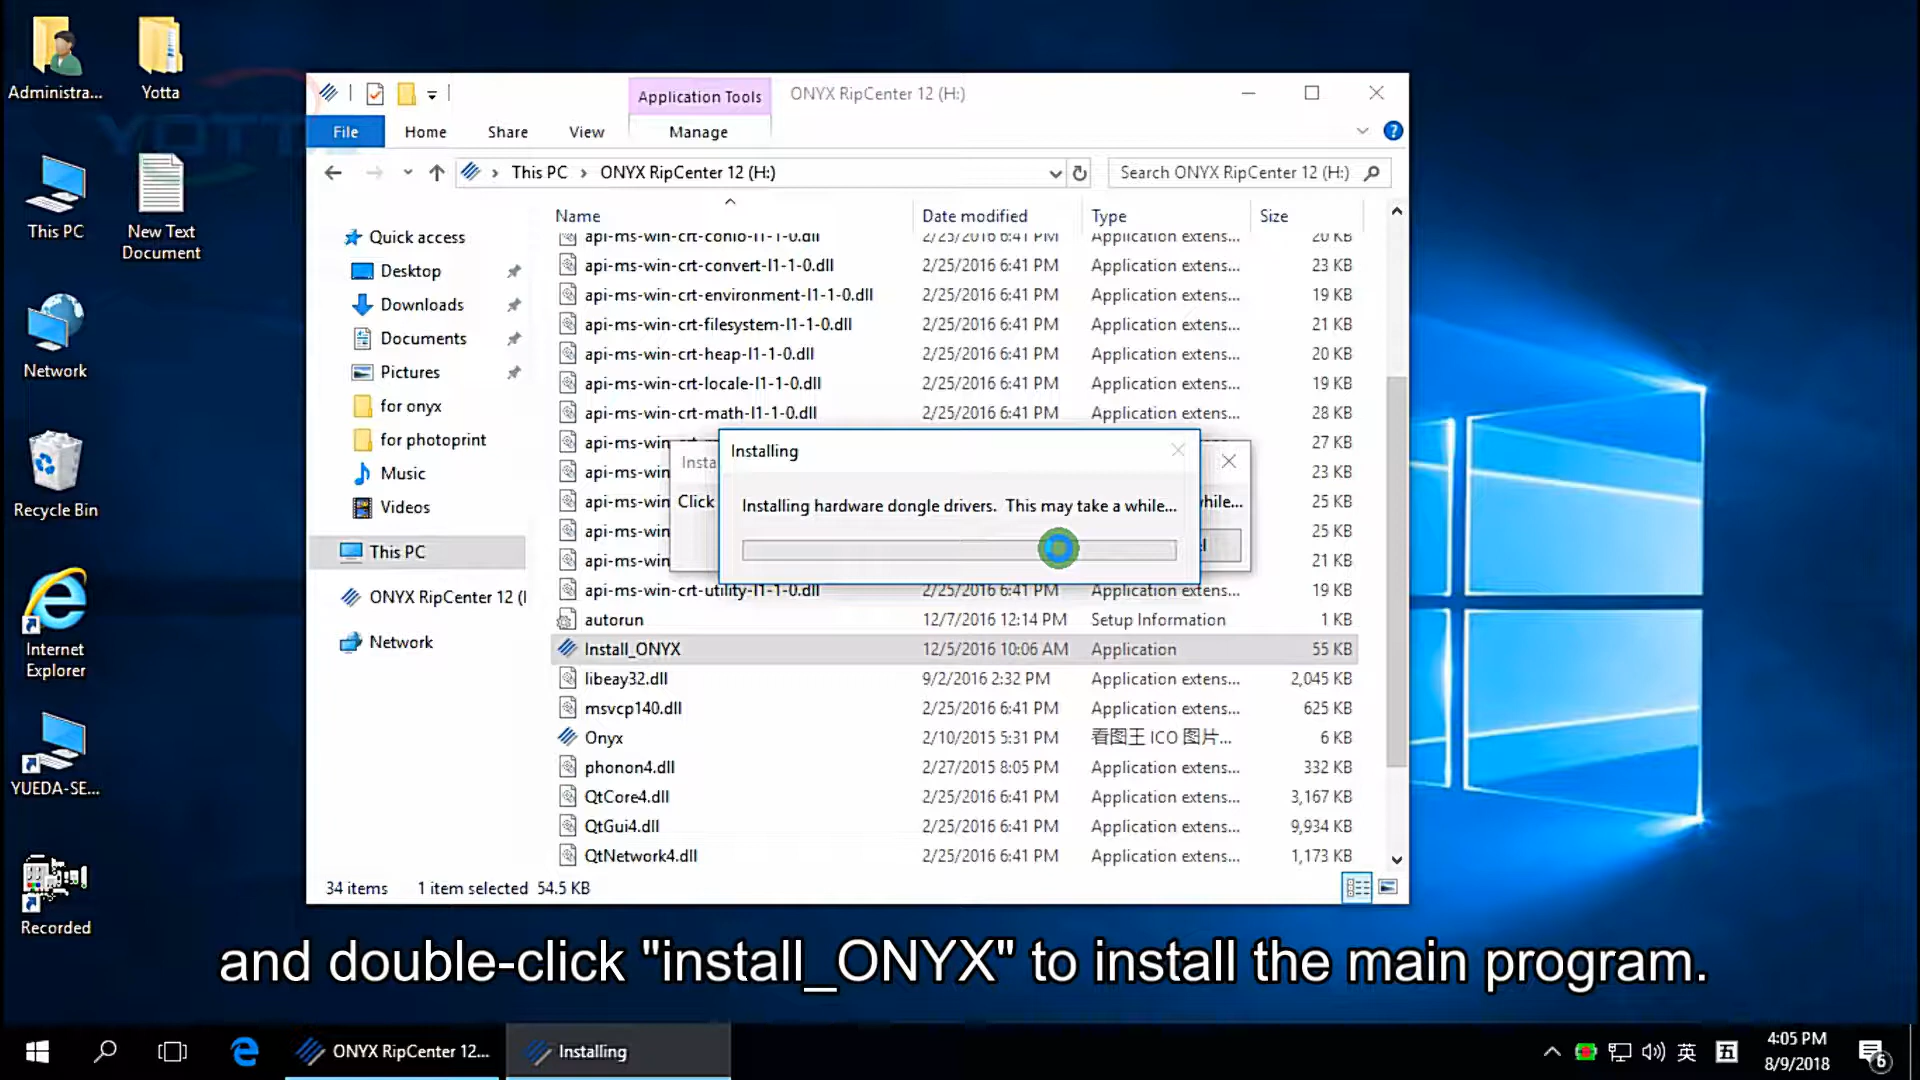 Administra...
Yotta
This PC
New Text
Document
Network
Recycle Bin
Internet
Explorer
YUEDA-SE...
Recorded
Application Tools
ONYX RipCenter 12 (H:)
File
Home
Share
View
Manage
This PC
ONYX RipCenter 12 (H:)
Search ONYX RipCenter 12 (H:)
Quick access
Desktop
Downloads
Documents
Pictures
for onyx
for photoprint
Music
Videos
This PC
ONYX RipCenter 12 (I
Network
Name Date modified Type Size
api-ms-win-crt-conio-l1-1-0.dll 2/25/2016 6:41 PM Application extens... 20 KB
api-ms-win-crt-convert-l1-1-0.dll 2/25/2016 6:41 PM Application extens... 23 KB
api-ms-win-crt-environment-l1-1-0.dll 2/25/2016 6:41 PM Application extens... 19 KB
api-ms-win-crt-filesystem-l1-1-0.dll 2/25/2016 6:41 PM Application extens... 21 KB
api-ms-win-crt-heap-l1-1-0.dll 2/25/2016 6:41 PM Application extens... 20 KB
api-ms-win-crt-locale-l1-1-0.dll 2/25/2016 6:41 PM Application extens... 19 KB
api-ms-win-crt-math-l1-1-0.dll 2/25/2016 6:41 PM Application extens... 28 KB
api-ms-win 27 KB
api-ms-win 23 KB
api-ms-win 25 KB
api-ms-win 25 KB
api-ms-win 21 KB
Insta
Click
hile...
Installing
Installing hardware dongle drivers. This may take a while...
api-ms-win-crt-utility-l1-1-0.dll 2/25/2016 6:41 PM Application extens... 19 KB
autorun 12/7/2016 12:14 PM Setup Information 1 KB
Install_ONYX 12/5/2016 10:06 AM Application 55 KB
libeay32.dll 9/2/2016 2:32 PM Application extens... 2,045 KB
msvcp140.dll 2/25/2016 6:41 PM Application extens... 625 KB
Onyx 2/10/2015 5:31 PM 看图王 ICO 图片... 6 KB
phonon4.dll 2/27/2015 8:05 PM Application extens... 332 KB
QtCore4.dll 2/25/2016 6:41 PM Application extens... 3,167 KB
QtGui4.dll 2/25/2016 6:41 PM Application extens... 9,934 KB
QtNetwork4.dll 2/25/2016 6:41 PM Application extens... 1,173 KB
34 items 1 item selected 54.5 KB
and double-click "install_ONYX" to install the main program.
ONYX RipCenter 12...
Installing
英
五
4:05 PM
8/9/2018
6